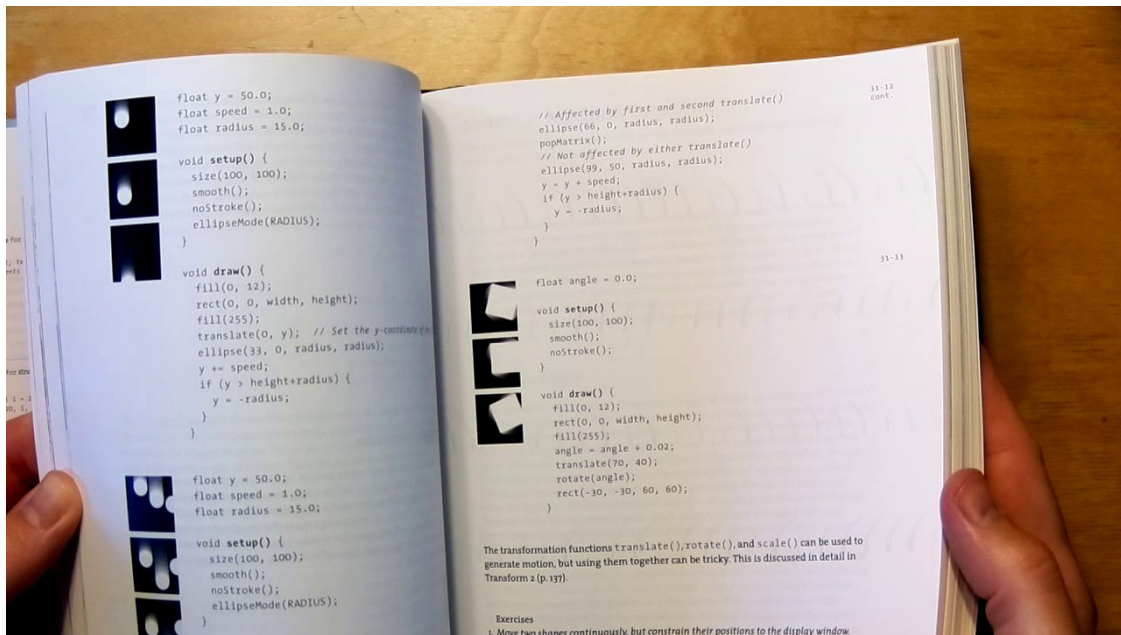 float y = 50.0;
float speed = 1.0;
float radius = 15.0;
void setup() {
size(100, 100);
smooth();
noStroke();
ellipseMode(RADIUS);
}
void draw() {
fill(0, 12);
rect(0, 0, width, height);
fill(255);
translate(0, y); // Set the y-coordinate of
ellipse(33, 0, radius, radius);
y += speed;
if (y > height+radius) {
y = -radius;
}
}
float y = 50.0;
float speed = 1.0;
float radius = 15.0;
void setup() {
size(100, 100);
smooth();
noStroke();
ellipseMode(RADIUS);
}
31-12
cont.
// Affected by first and second translate()
ellipse(66, 0, radius, radius);
popMatrix();
// Not affected by either translate()
ellipse(99, 50, radius, radius);
y = y + speed;
if (y > height+radius) {
y = -radius;
}
}
31-13
float angle = 0.0;
void setup() {
size(100, 100);
smooth();
noStroke();
}
void draw() {
fill(0, 12);
rect(0, 0, width, height);
fill(255);
angle = angle + 0.02;
translate(70, 40);
rotate(angle);
rect(-30, -30, 60, 60);
}
The transformation functions translate(), rotate(), and scale() can be used to
generate motion, but using them together can be tricky. This is discussed in detail in
Transform 2 (p. 137).
Exercises
1. Move two shapes continuously, but constrain their positions to the display window.